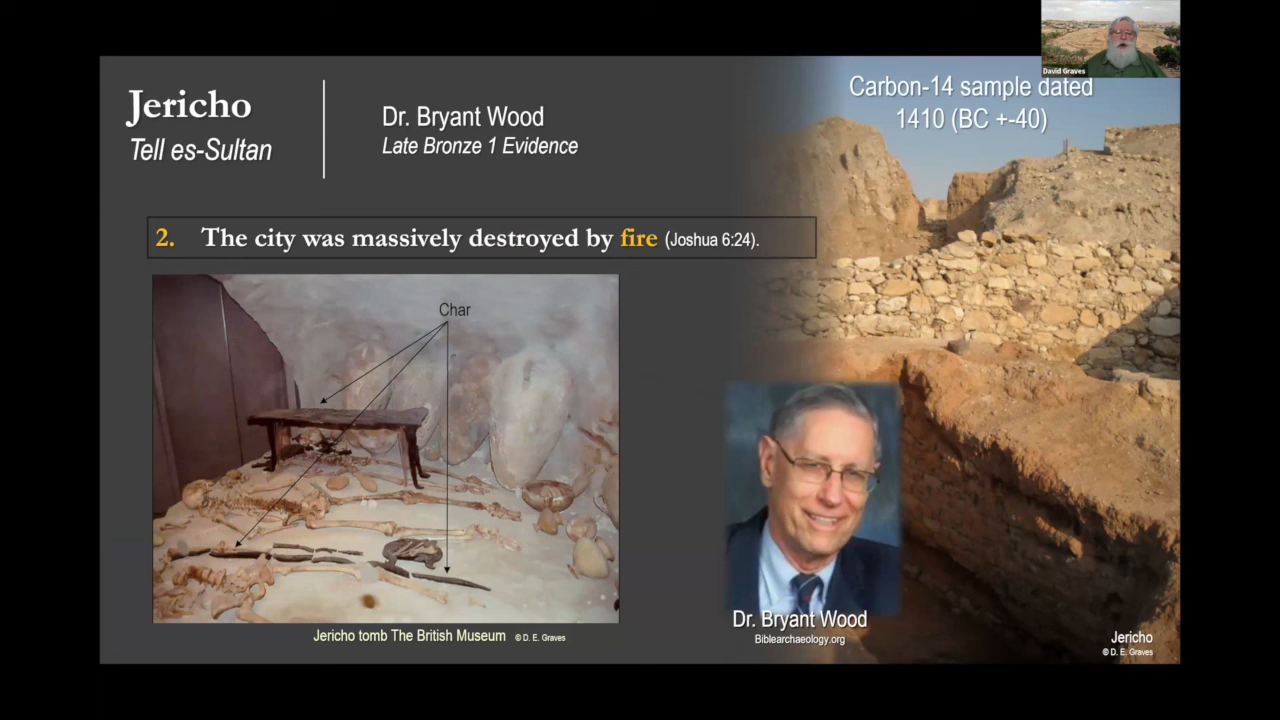 David Graves
Jericho
Tell es-Sultan
Dr. Bryant Wood
Late Bronze 1 Evidence
Carbon-14 sample dated
1410 (BC +-40)
2. The city was massively destroyed by fire (Joshua 6:24).
Char
Jericho tomb The British Museum © D. E. Graves
Dr. Bryant Wood
Biblearchaeology.org
Jericho
© D. E. Graves